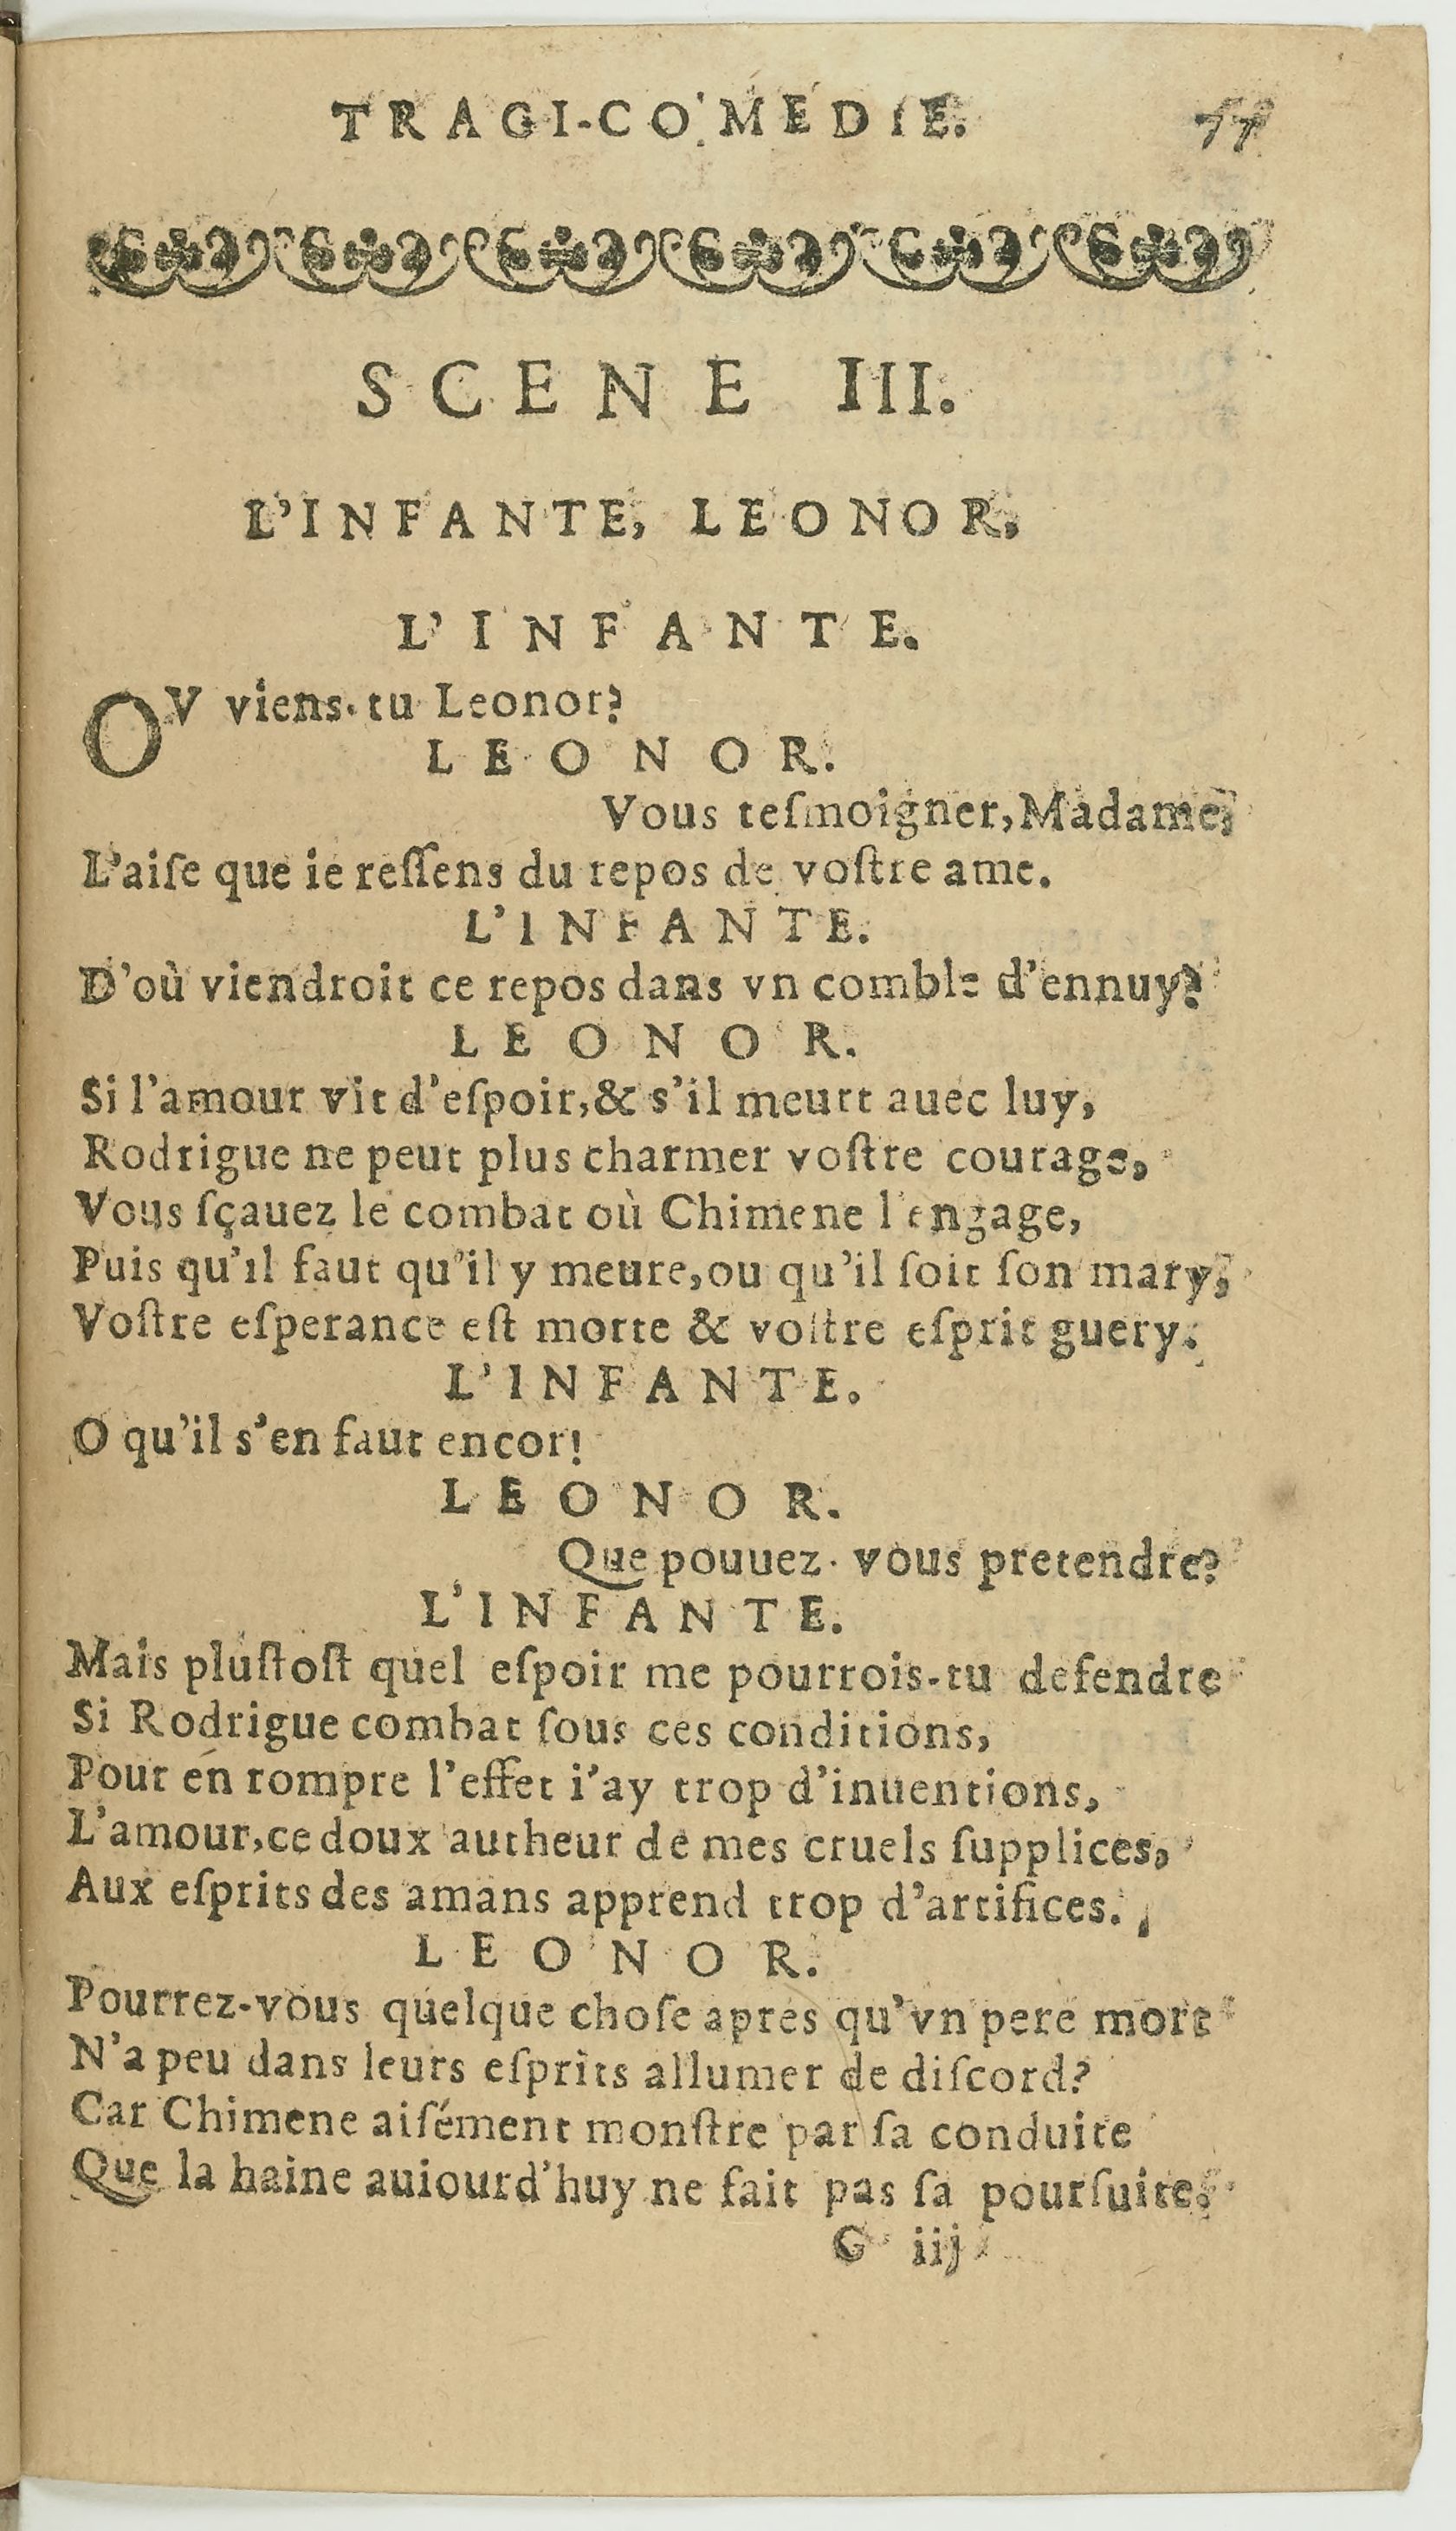 TRAGI-COMEDIE. 77
SCENE III.
L'INFANTE, LEONOR,
L'INFANTE.
OV viens-tu Leonor?
LEONOR.
Vous teſmoigner, Madame,
L'aiſe que ie reſſens du repos de voſtre ame.
L'INFANTE.
D'où viendroit ce repos dans vn comble d'ennuy?
LEONOR.
Si l'amour vit d'eſpoir, & s'il meurt auec luy,
Rodrigue ne peut plus charmer voſtre courage,
Vous ſçauez le combat où Chimene l'engage,
Puis qu'il faut qu'il y meure, ou qu'il ſoit ſon mary,
Voſtre eſperance eſt morte & voſtre eſprit guery.
L'INFANTE.
O qu'il s'en faut encor!
LEONOR.
Que pouuez-vous pretendre?
L'INFANTE.
Mais pluſtoſt quel eſpoir me pourrois-tu defendre
Si Rodrigue combat ſous ces conditions,
Pour en rompre l'effet i'ay trop d'inuentions,
L'amour, ce doux autheur de mes cruels ſupplices,
Aux eſprits des amans apprend trop d'artifices.
LEONOR.
Pourrez-vous quelque choſe apres qu'vn pere mort
N'a peu dans leurs eſprits allumer de diſcord?
Car Chimene aiſément monſtre par ſa conduite
Que la haine auiourd'huy ne fait pas ſa pourſuite,
G iij